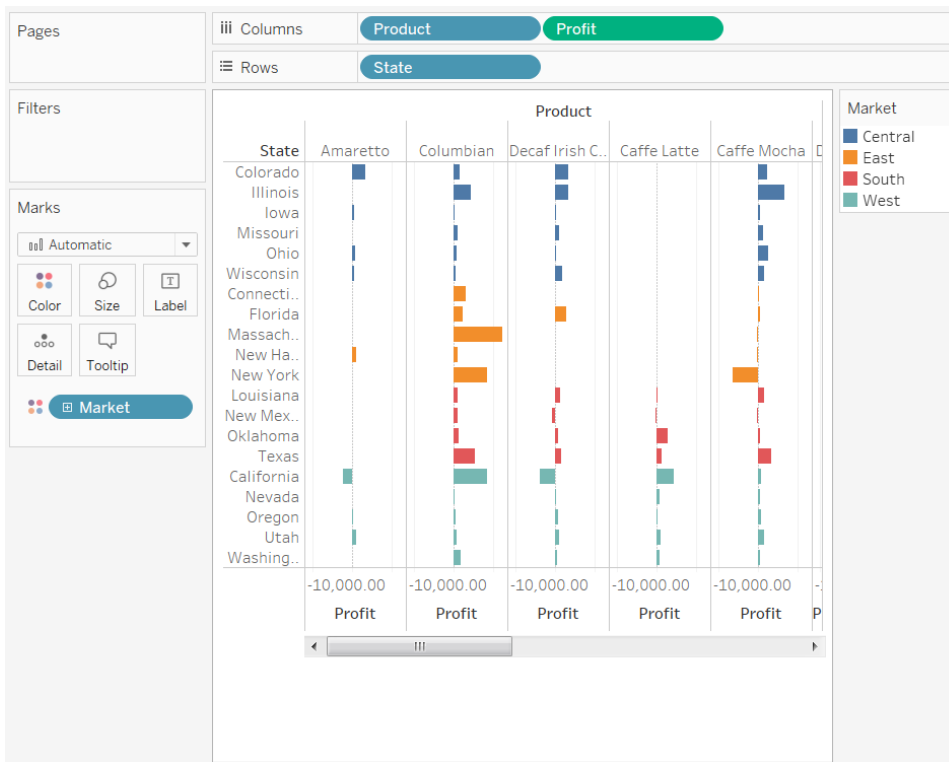 Pages
Columns Product Profit
Rows State
Filters
Marks
Automatic
Color Size Label
Detail Tooltip
Market
Product
State Amaretto Columbian Decaf Irish C.. Caffe Latte Caffe Mocha D
Colorado
Illinois
Iowa
Missouri
Ohio
Wisconsin
Connecti..
Florida
Massach..
New Ha..
New York
Louisiana
New Mex..
Oklahoma
Texas
California
Nevada
Oregon
Utah
Washing..
-10,000.00 -10,000.00 -10,000.00 -10,000.00 -10,000.00 -:
Profit Profit Profit Profit Profit P
Market
Central
East
South
West